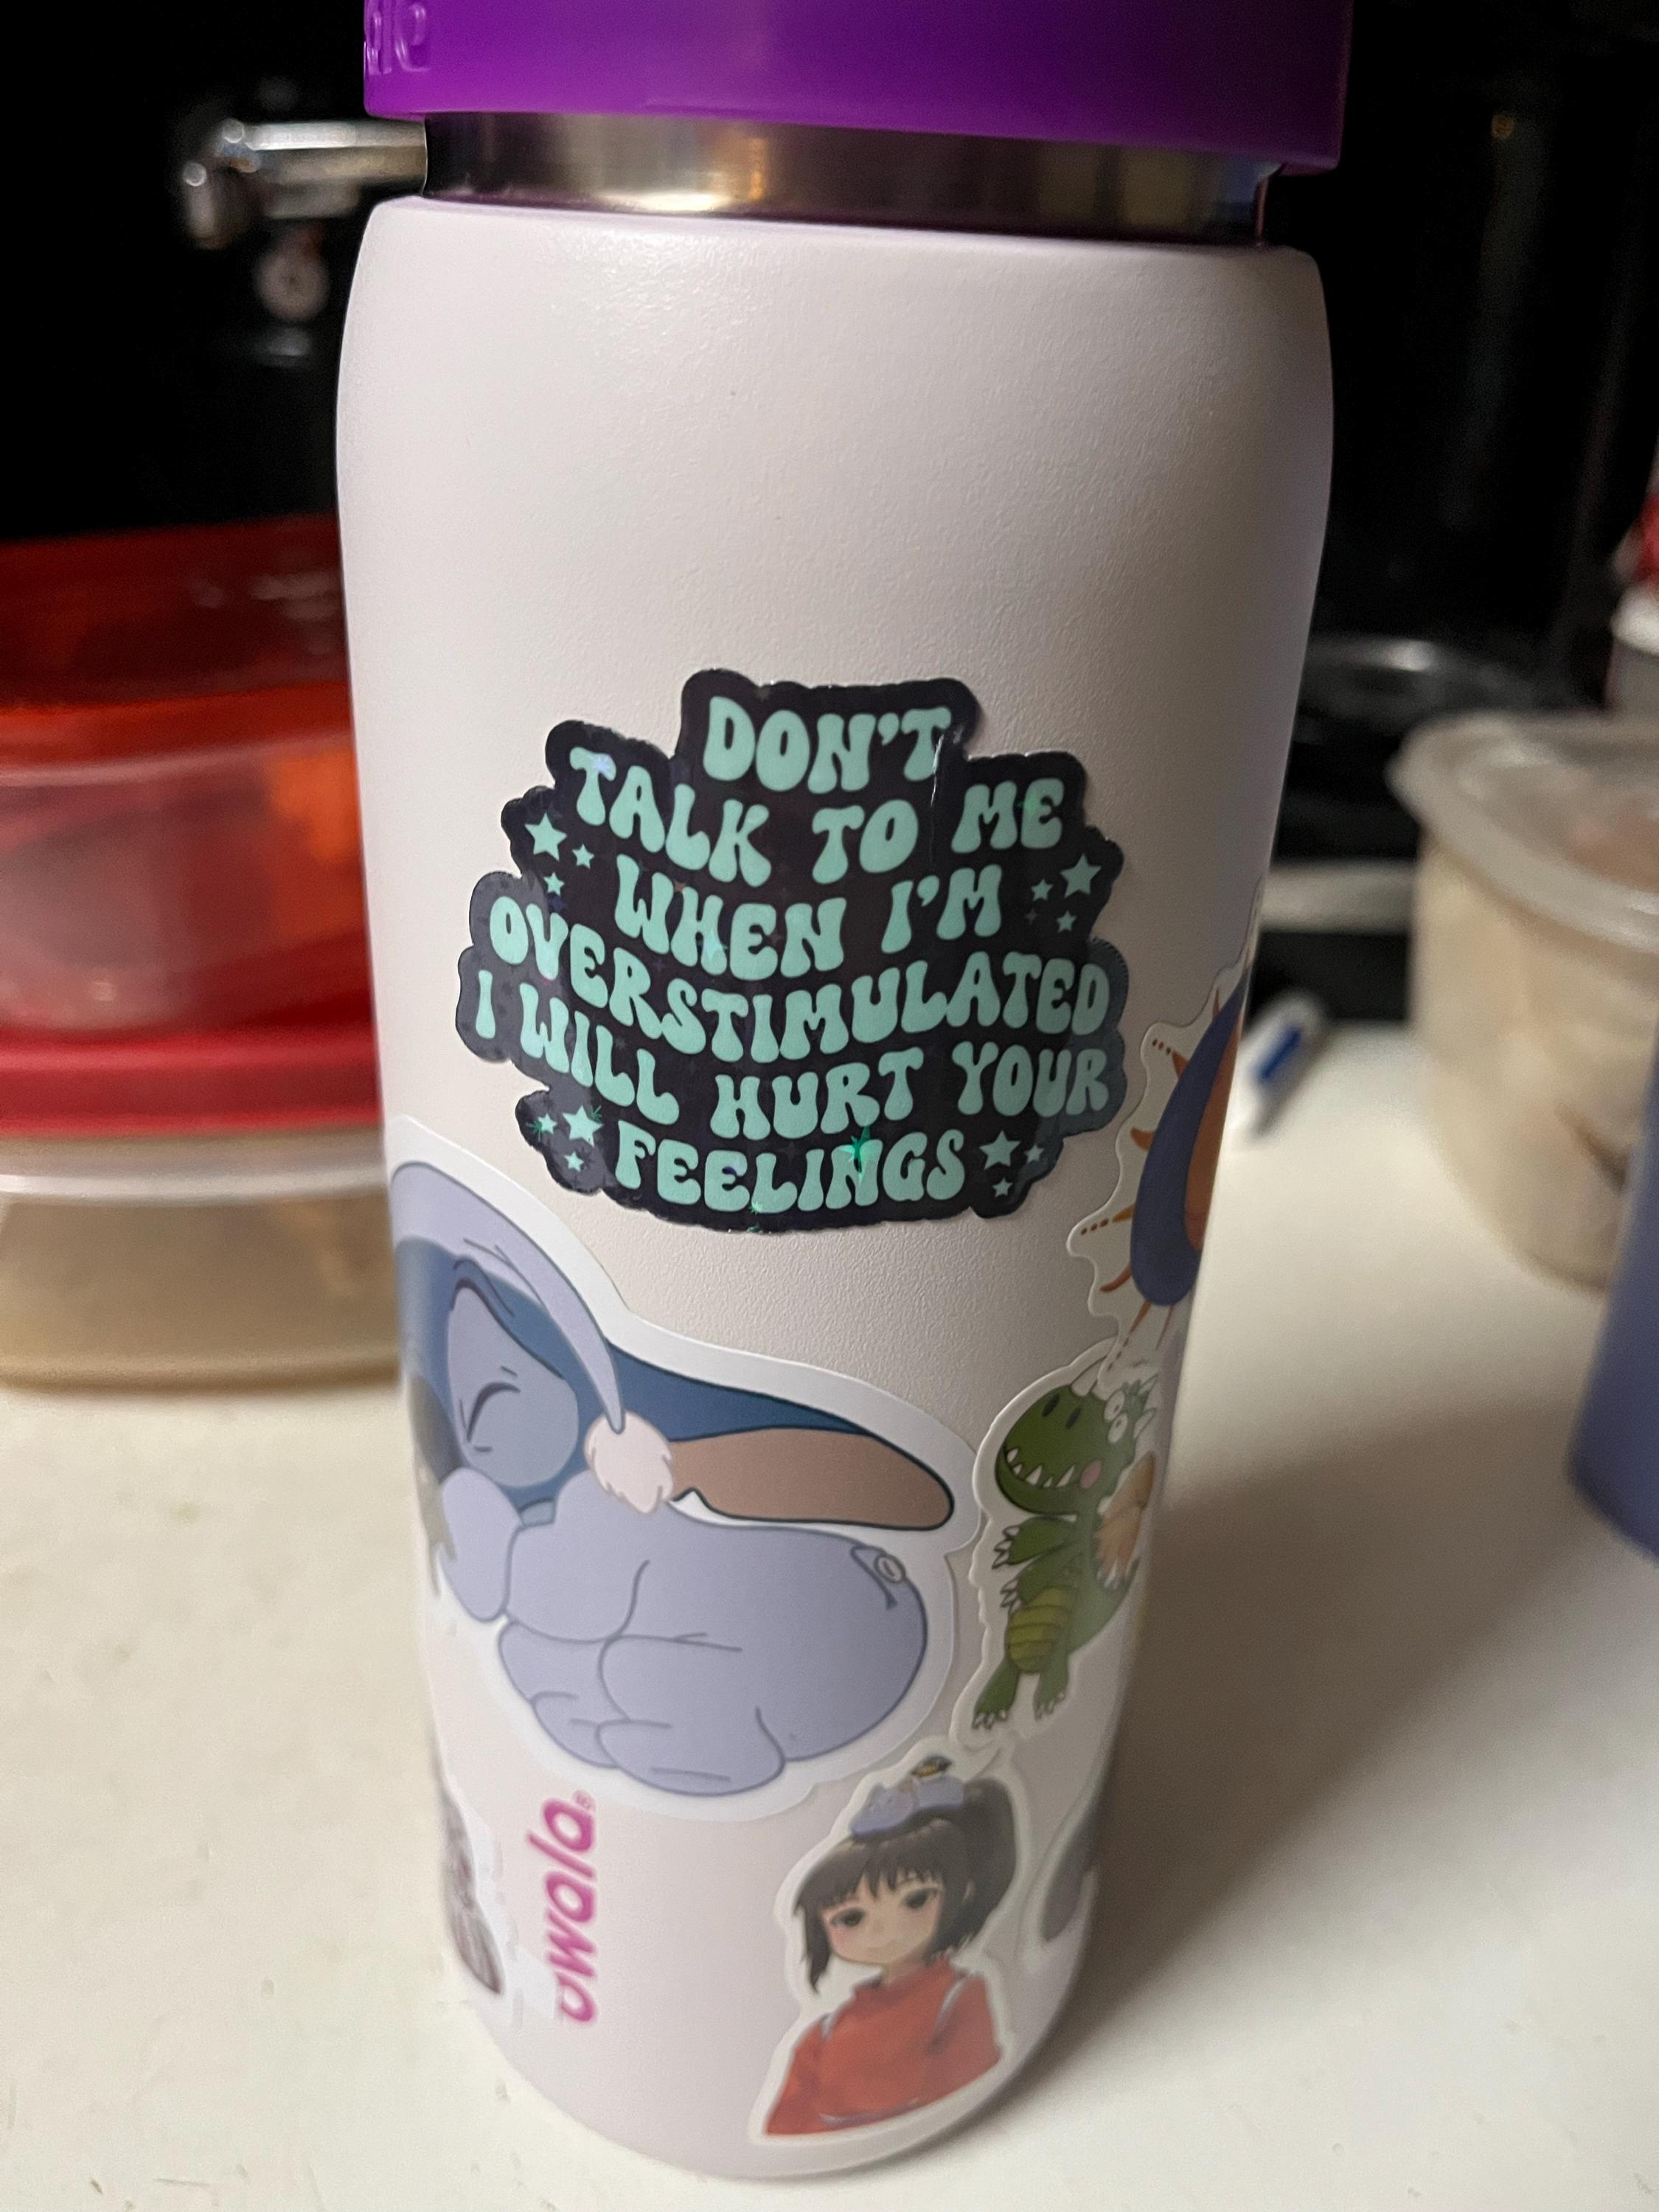 DON'T
TALK TO ME
WHEN I'M
OVERSTIMULATED
I WILL HURT YOUR
FEELINGS
owala®